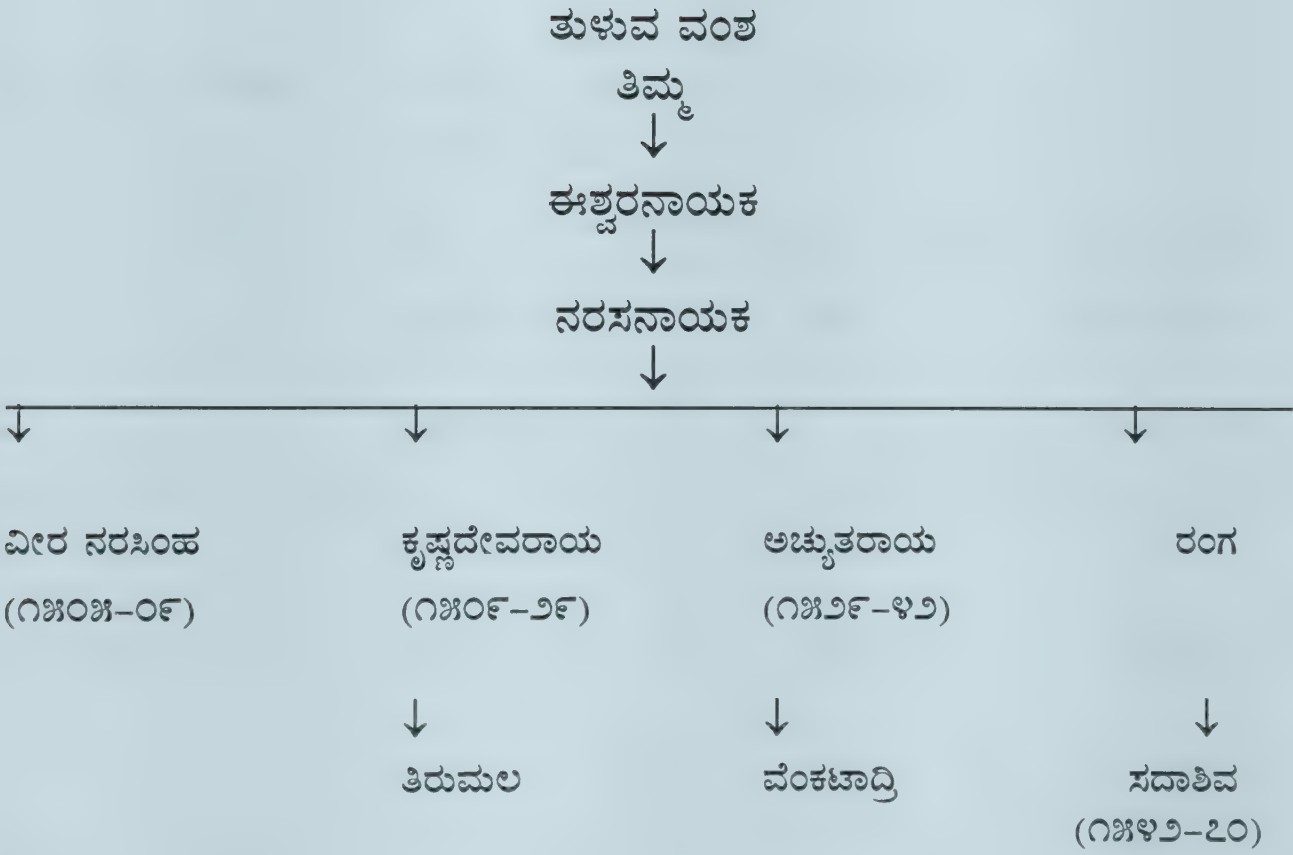 ತುಳುವ ವಂಶ
ತಿಮ್ಮ
↓
ಈಶ್ವರನಾಯಕ
↓
ನರಸನಾಯಕ
↓
↓ ↓ ↓ ↓
ವೀರ ನರಸಿಂಹ ಕೃಷ್ಣದೇವರಾಯ ಅಚ್ಯುತರಾಯ ರಂಗ
(೧೫೦೫–೦೯) (೧೫೦೯–೨೯) (೧೫೨೯–೪೨)
↓ ↓ ↓
ತಿರುಮಲ ವೆಂಕಟಾದ್ರಿ ಸದಾಶಿವ
(೧೫೪೨–೭೦)